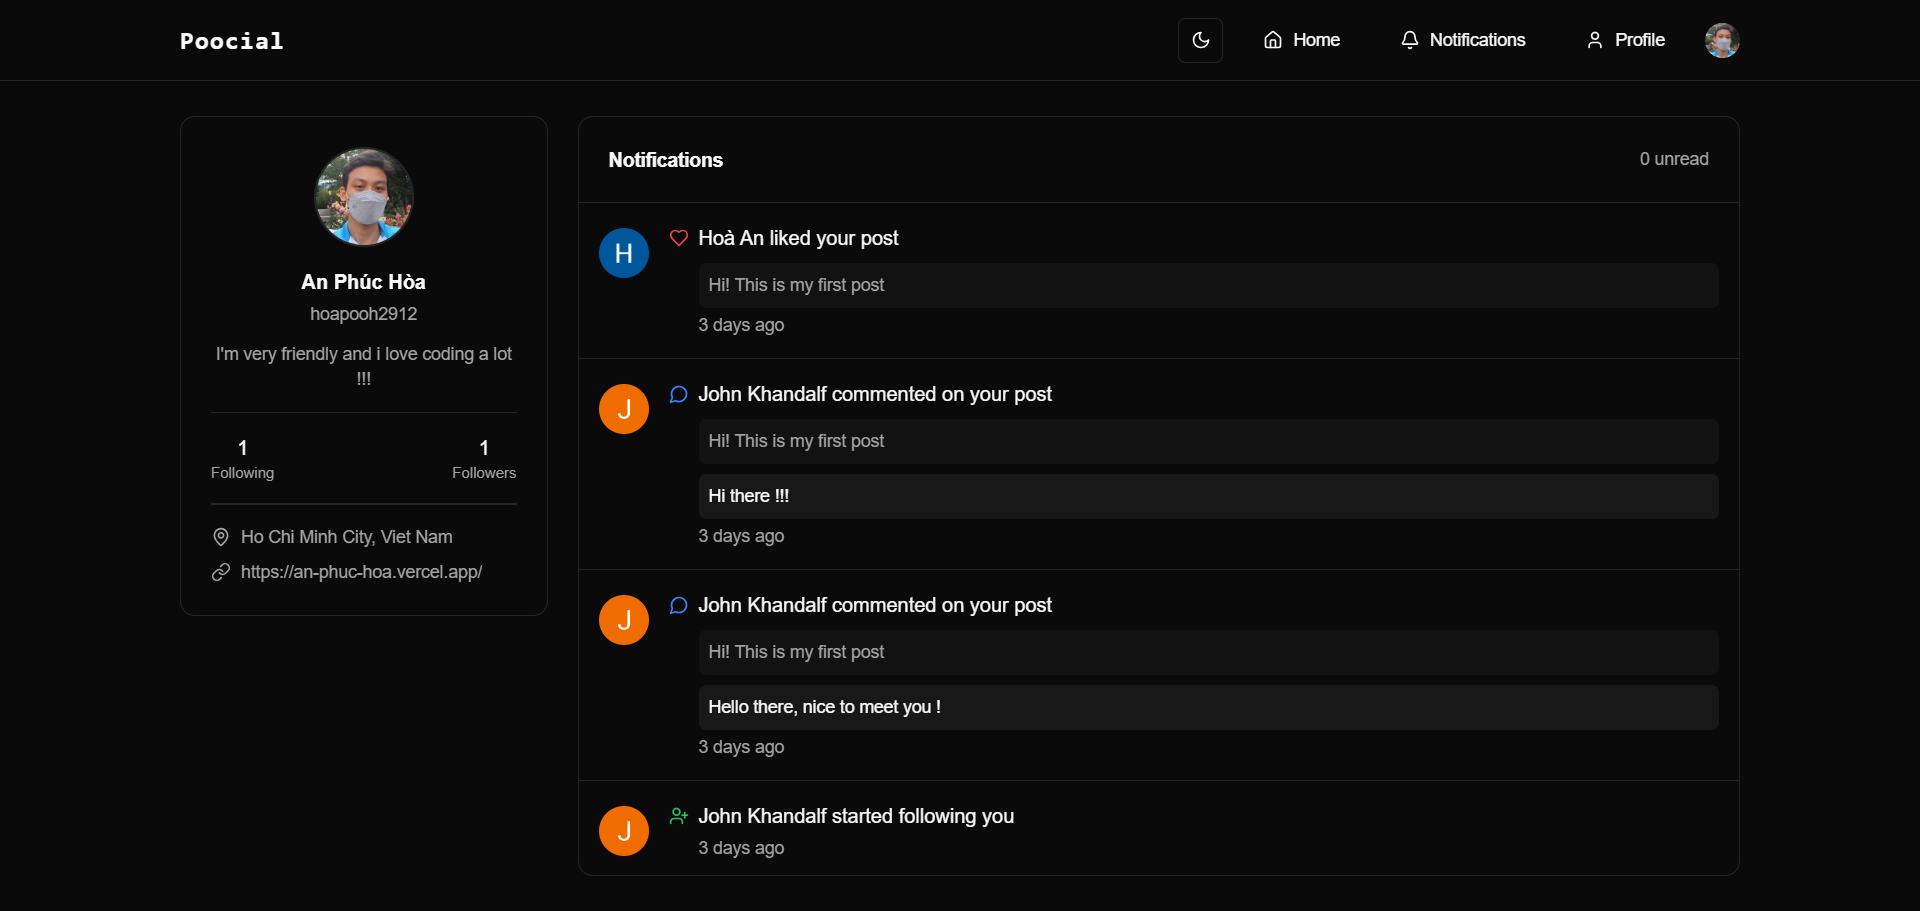 Poocial
Home
Notifications
Profile
An Phúc Hòa
hoapooh2912
I'm very friendly and i love coding a lot
!!!
1
Following
1
Followers
Ho Chi Minh City, Viet Nam
https://an-phuc-hoa.vercel.app/
Notifications
0 unread
H
Hoà An liked your post
Hi! This is my first post
3 days ago
J
John Khandalf commented on your post
Hi! This is my first post
Hi there !!!
3 days ago
J
John Khandalf commented on your post
Hi! This is my first post
Hello there, nice to meet you !
3 days ago
J
John Khandalf started following you
3 days ago